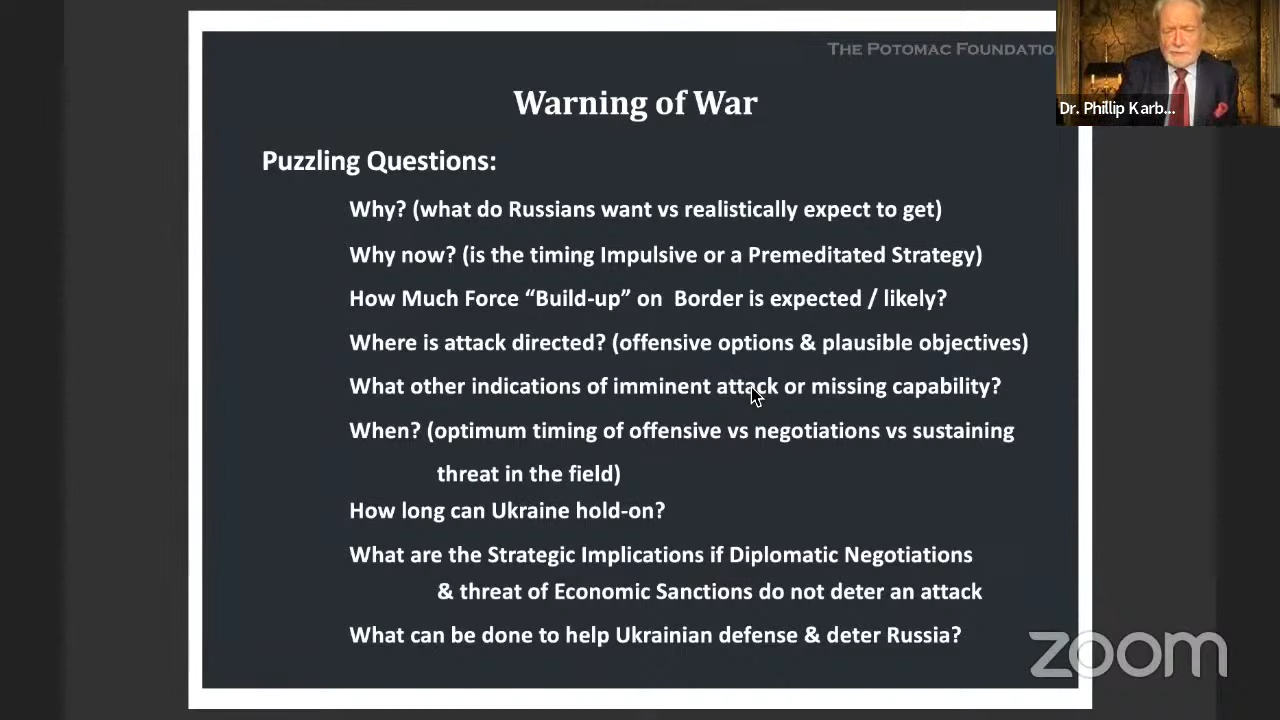 THE POTOMAC FOUNDATIO
Dr. Phillip Karb...
Warning of War
Puzzling Questions:
Why? (what do Russians want vs realistically expect to get)
Why now? (is the timing Impulsive or a Premeditated Strategy)
How Much Force “Build-up” on Border is expected / likely?
Where is attack directed? (offensive options & plausible objectives)
What other indications of imminent attack or missing capability?
When? (optimum timing of offensive vs negotiations vs sustaining
threat in the field)
How long can Ukraine hold-on?
What are the Strategic Implications if Diplomatic Negotiations
& threat of Economic Sanctions do not deter an attack
What can be done to help Ukrainian defense & deter Russia?
zoom